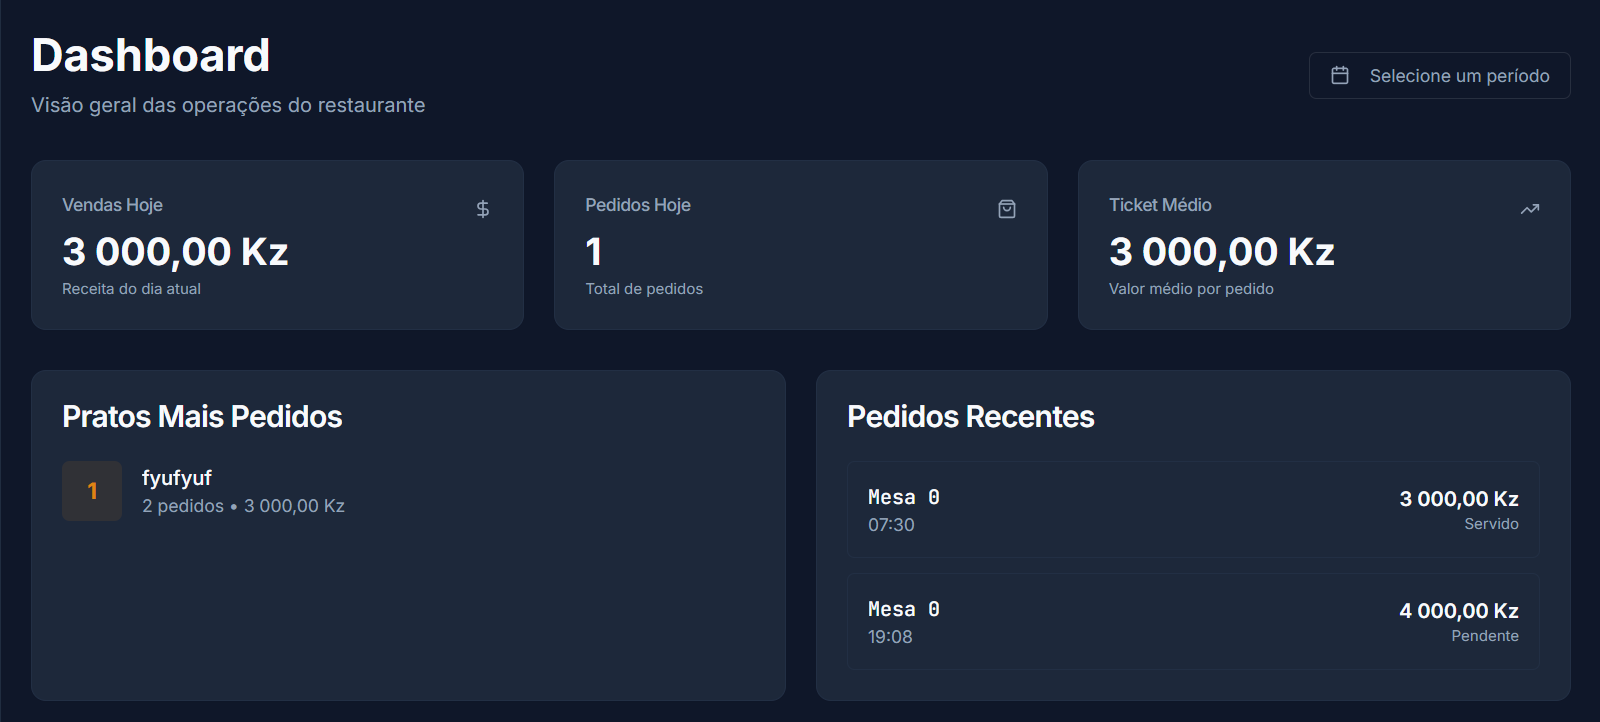 Dashboard
Visão geral das operações do restaurante
Selecione um período
Vendas Hoje
3 000,00 Kz
Receita do dia atual
Pedidos Hoje
1
Total de pedidos
Ticket Médio
3 000,00 Kz
Valor médio por pedido
Pratos Mais Pedidos
1
fyufyuf
2 pedidos • 3 000,00 Kz
Pedidos Recentes
Mesa 0
3 000,00 Kz
07:30
Servido
Mesa 0
4 000,00 Kz
19:08
Pendente